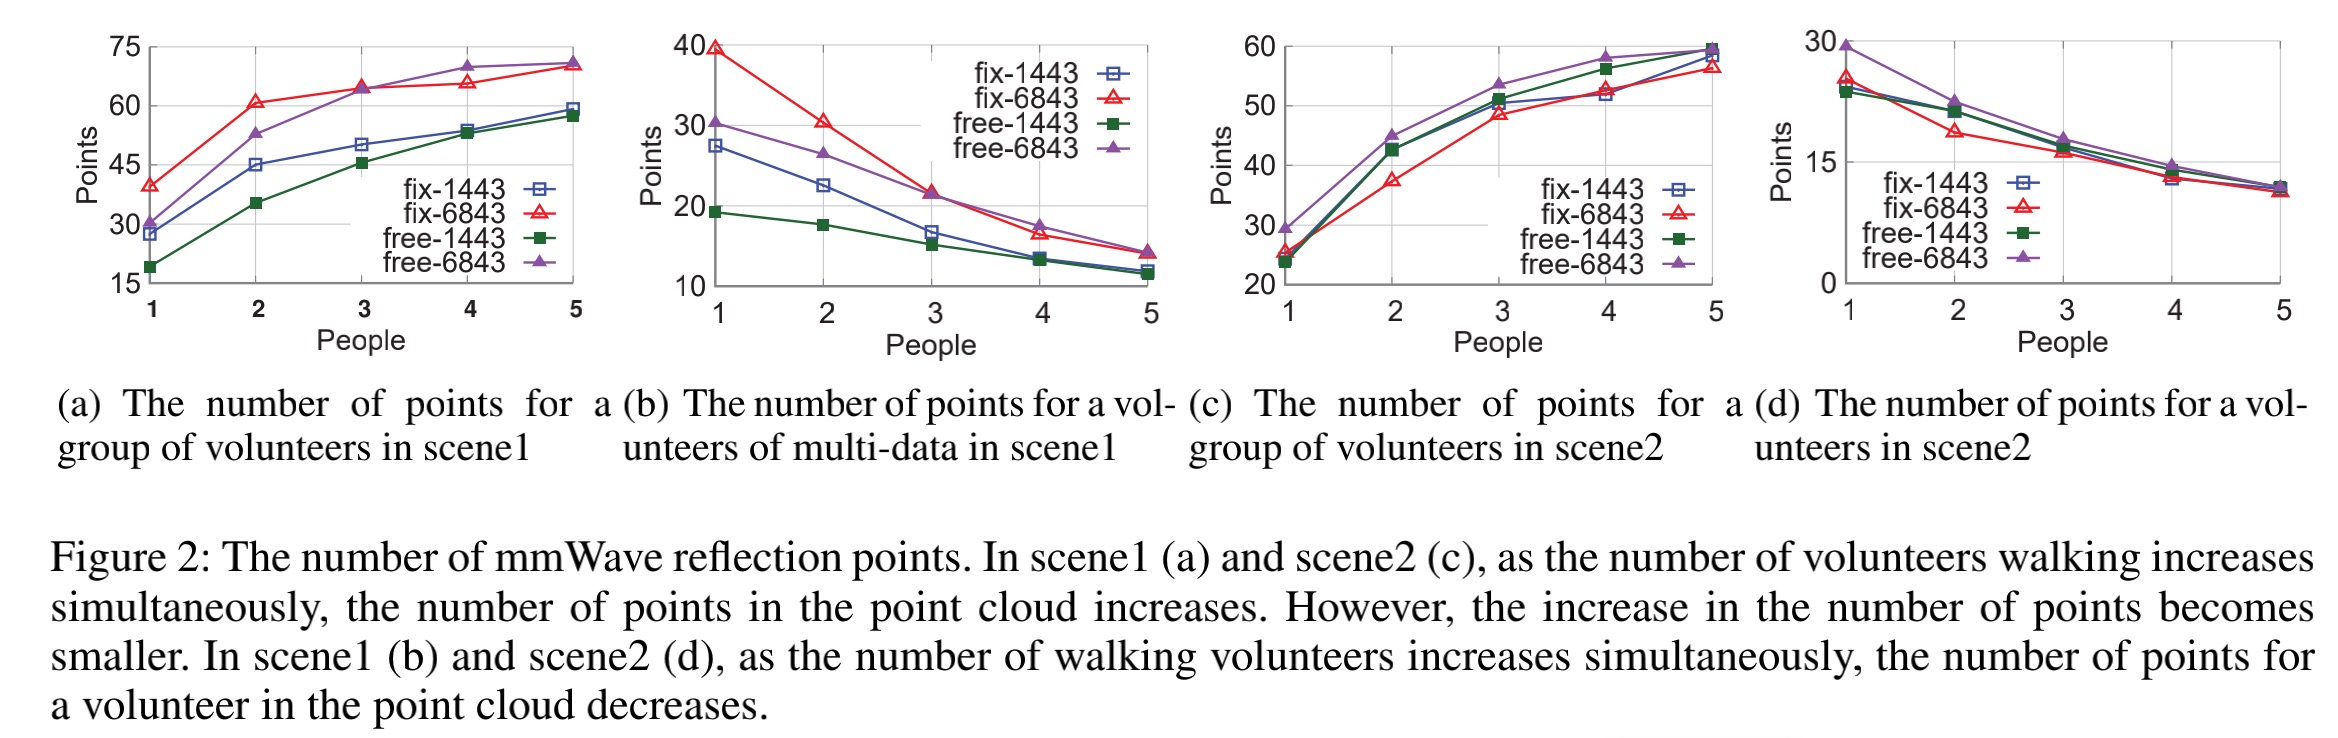 75
60
45
30
15
Points
1 2 3 4 5
People
fix-1443
fix-6843
free-1443
free-6843
40
30
20
10
Points
1 2 3 4 5
People
fix-1443
fix-6843
free-1443
free-6843
60
50
40
30
20
Points
1 2 3 4 5
People
fix-1443
fix-6843
free-1443
free-6843
30
15
0
Points
1 2 3 4 5
People
fix-1443
fix-6843
free-1443
free-6843
(a) The number of points for a
group of volunteers in scene1
(b) The number of points for a vol-
unteers of multi-data in scene1
(c) The number of points for a
group of volunteers in scene2
(d) The number of points for a vol-
unteers in scene2
Figure 2: The number of mmWave reflection points. In scene1 (a) and scene2 (c), as the number of volunteers walking increases
simultaneously, the number of points in the point cloud increases. However, the increase in the number of points becomes
smaller. In scene1 (b) and scene2 (d), as the number of walking volunteers increases simultaneously, the number of points for
a volunteer in the point cloud decreases.